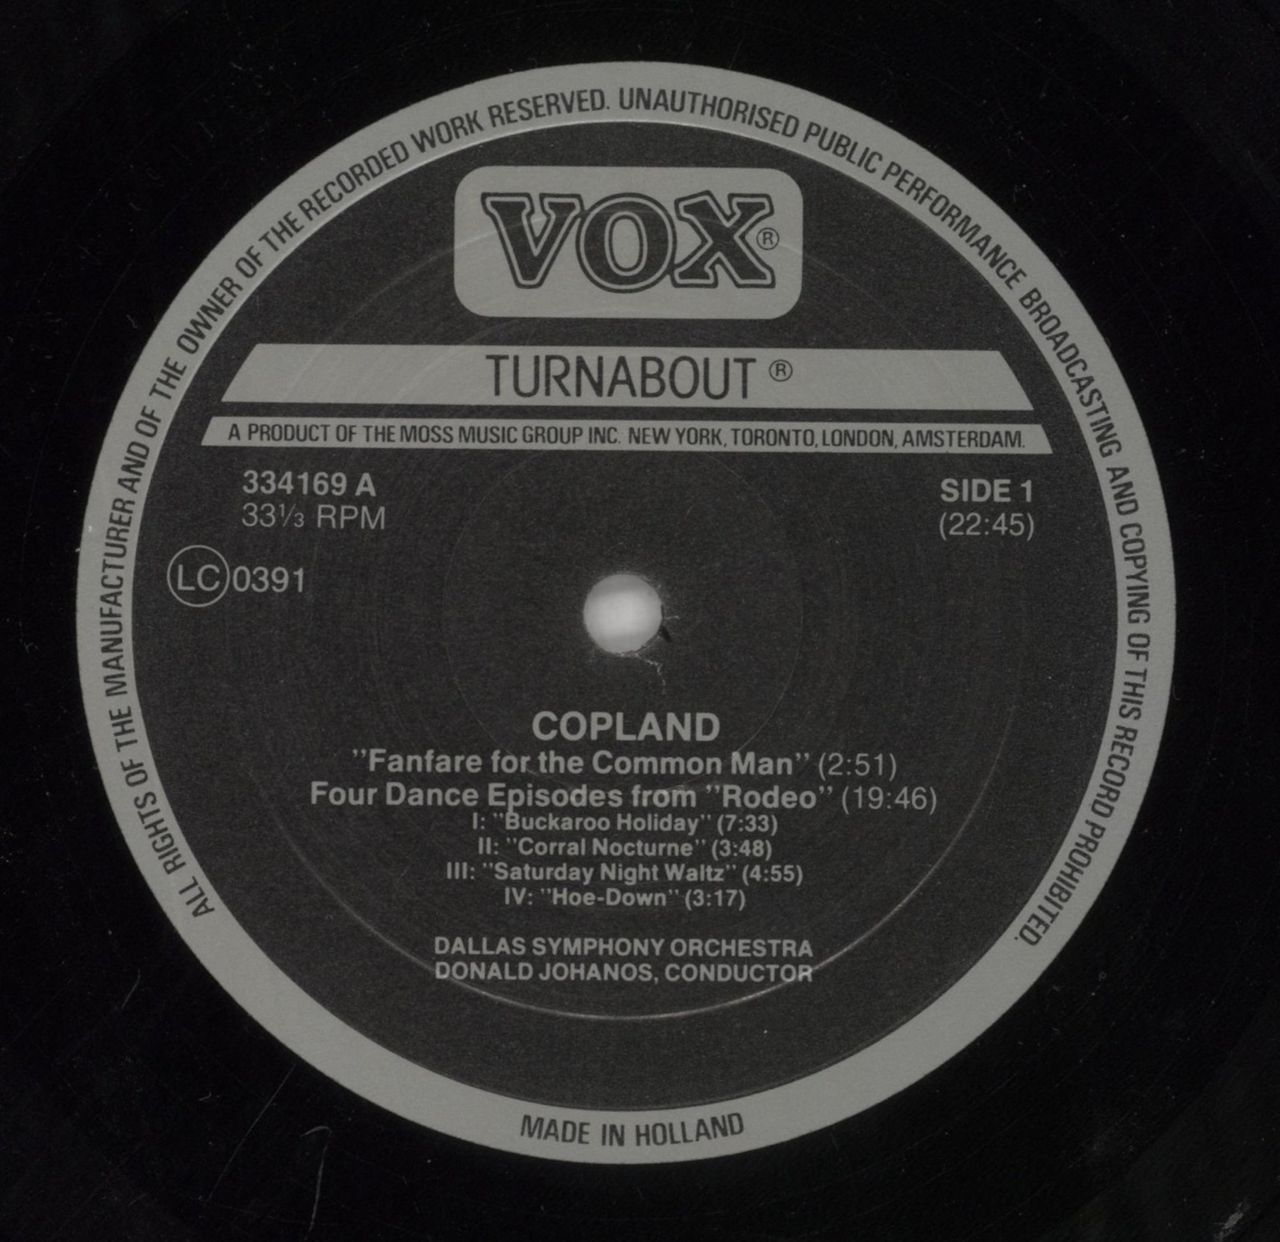 ALL RIGHTS OF THE MANUFACTURER AND OF THE OWNER OF THE RECORDED WORK RESERVED. UNAUTHORISED PUBLIC PERFORMANCE BROADCASTING AND COPYING OF THIS RECORD PROHIBITED.
VOX®
TURNABOUT ®
A PRODUCT OF THE MOSS MUSIC GROUP INC. NEW YORK, TORONTO, LONDON, AMSTERDAM.
334169 A
33⅓ RPM
SIDE 1
(22:45)
LC 0391
COPLAND
"Fanfare for the Common Man" (2:51)
Four Dance Episodes from "Rodeo" (19:46)
I: "Buckaroo Holiday" (7:33)
II: "Corral Nocturne" (3:48)
III: "Saturday Night Waltz" (4:55)
IV: "Hoe-Down" (3:17)
DALLAS SYMPHONY ORCHESTRA
DONALD JOHANOS, CONDUCTOR
MADE IN HOLLAND